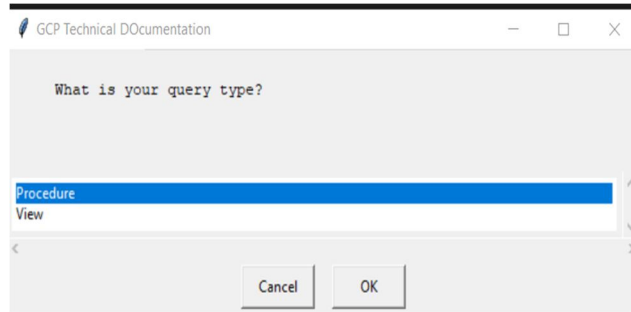 GCP Technical DOcumentation
What is your query type?
Procedure
View
Cancel OK